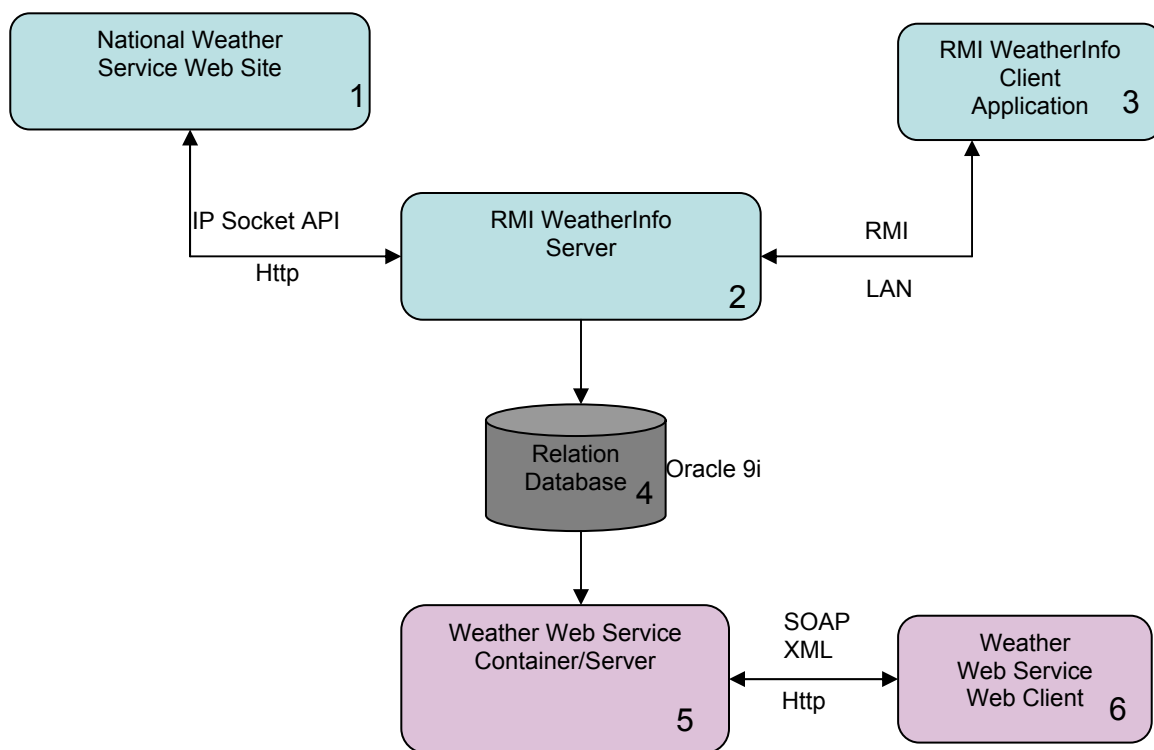 National Weather
Service Web Site
1
RMI WeatherInfo
Client
Application
3
IP Socket API
Http
RMI WeatherInfo
Server
2
RMI
LAN
Relation
Database
4
Oracle 9i
Weather Web Service
Container/Server
5
SOAP
XML
Http
Weather
Web Service
Web Client
6